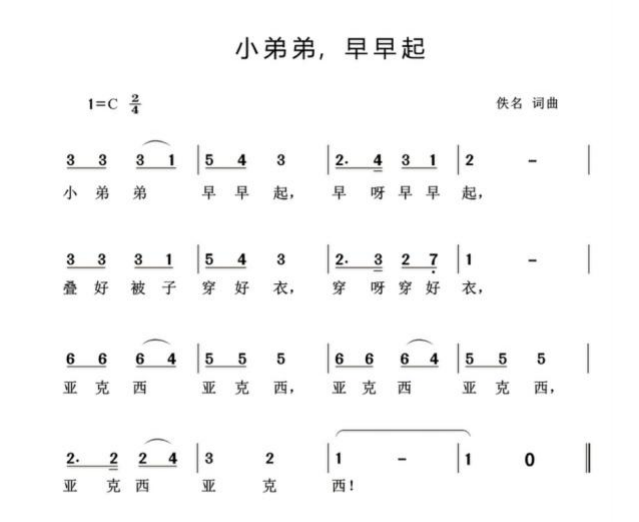 小弟弟，早早起
1=C 2/4
佚名 词曲
3 3 3 1 | 5 4 3 | 2. 4 3 1 | 2 - |
小 弟 弟 早 早 起， 早 呀 早 早 起，
3 3 3 1 | 5 4 3 | 2. 3 2 7̣ | 1 - |
叠 好 被 子 穿 好 衣， 穿 呀 穿 好 衣，
6 6 6 4 | 5 5 5 | 6 6 6 4 | 5 5 5 |
亚 克 西 亚 克 西， 亚 克 西 亚 克 西，
2. 2 2 4 | 3 2 | 1 - | 1 0 ‖
亚 克 西 亚 克 西！